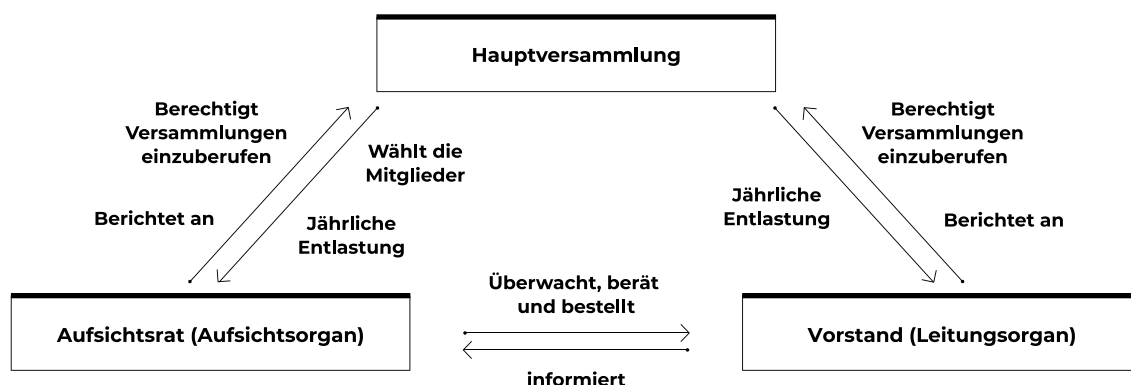 Hauptversammlung
Berechtigt
Versammlungen
einzuberufen
Wählt die
Mitglieder
Berichtet an
Jährliche
Entlastung
Berechtigt
Versammlungen
einzuberufen
Jährliche
Entlastung
Berichtet an
Überwacht, berät
und bestellt
Aufsichtsrat (Aufsichtsorgan)
Vorstand (Leitungsorgan)
informiert